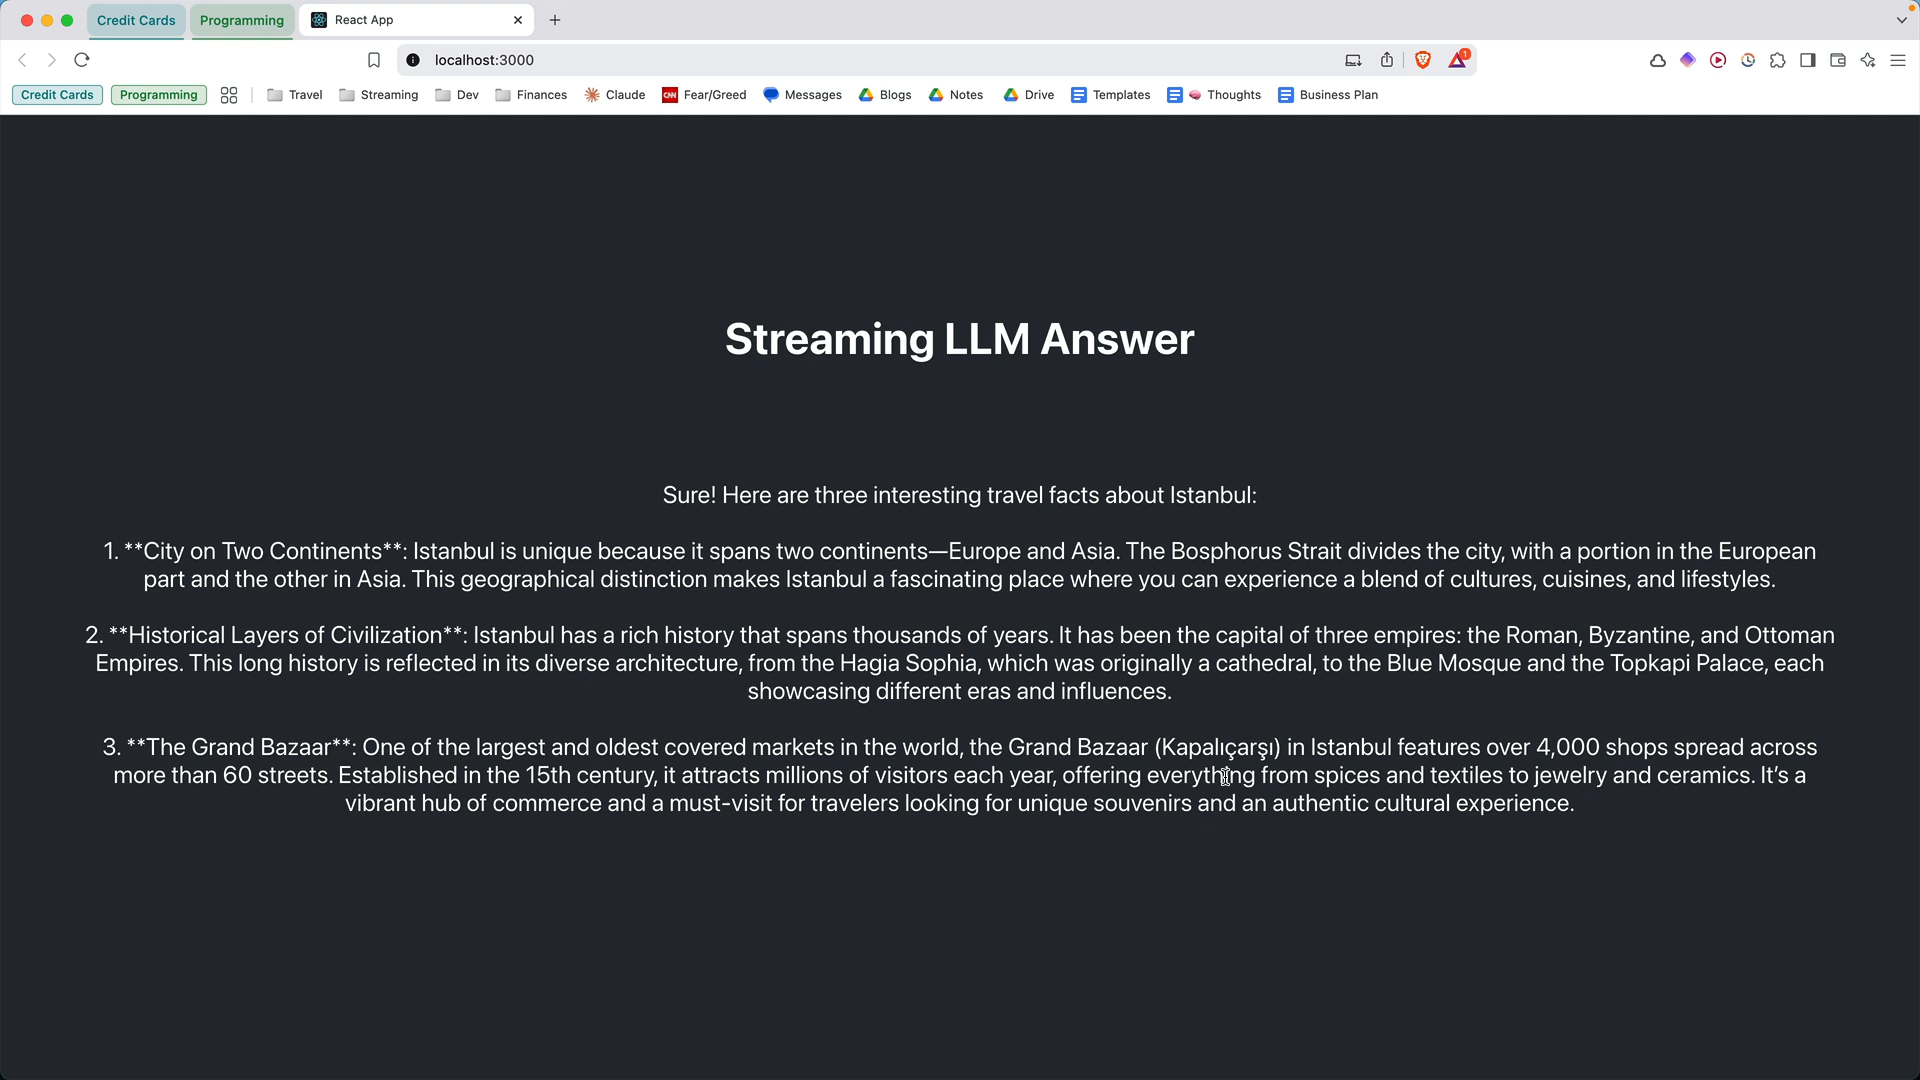 Credit Cards Programming React App
localhost:3000
1
Credit Cards Programming Travel Streaming Dev Finances Claude CNN Fear/Greed Messages Blogs Notes Drive Templates Thoughts Business Plan
Streaming LLM Answer
Sure! Here are three interesting travel facts about Istanbul:
1. **City on Two Continents**: Istanbul is unique because it spans two continents—Europe and Asia. The Bosphorus Strait divides the city, with a portion in the European
part and the other in Asia. This geographical distinction makes Istanbul a fascinating place where you can experience a blend of cultures, cuisines, and lifestyles.
2. **Historical Layers of Civilization**: Istanbul has a rich history that spans thousands of years. It has been the capital of three empires: the Roman, Byzantine, and Ottoman
Empires. This long history is reflected in its diverse architecture, from the Hagia Sophia, which was originally a cathedral, to the Blue Mosque and the Topkapi Palace, each
showcasing different eras and influences.
3. **The Grand Bazaar**: One of the largest and oldest covered markets in the world, the Grand Bazaar (Kapalıçarşı) in Istanbul features over 4,000 shops spread across
more than 60 streets. Established in the 15th century, it attracts millions of visitors each year, offering everything from spices and textiles to jewelry and ceramics. It’s a
vibrant hub of commerce and a must-visit for travelers looking for unique souvenirs and an authentic cultural experience.